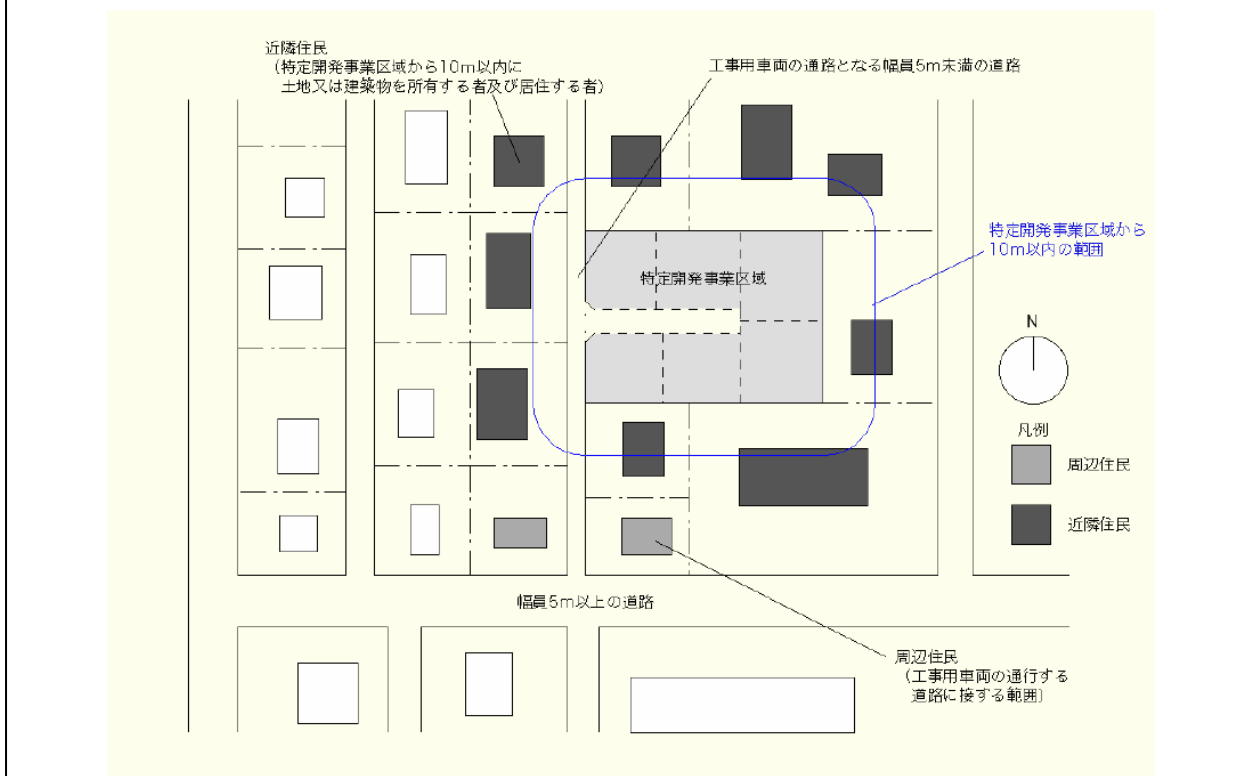 近隣住民
（特定開発事業区域から10m以内に
土地又は建築物を所有する者及び居住する者）
工事用車両の通路となる幅員5m未満の道路
特定開発事業区域から
10m以内の範囲
特定開発事業区域
N
凡例
周辺住民
近隣住民
幅員5m以上の道路
周辺住民
（工事用車両の通行する
道路に接する範囲）